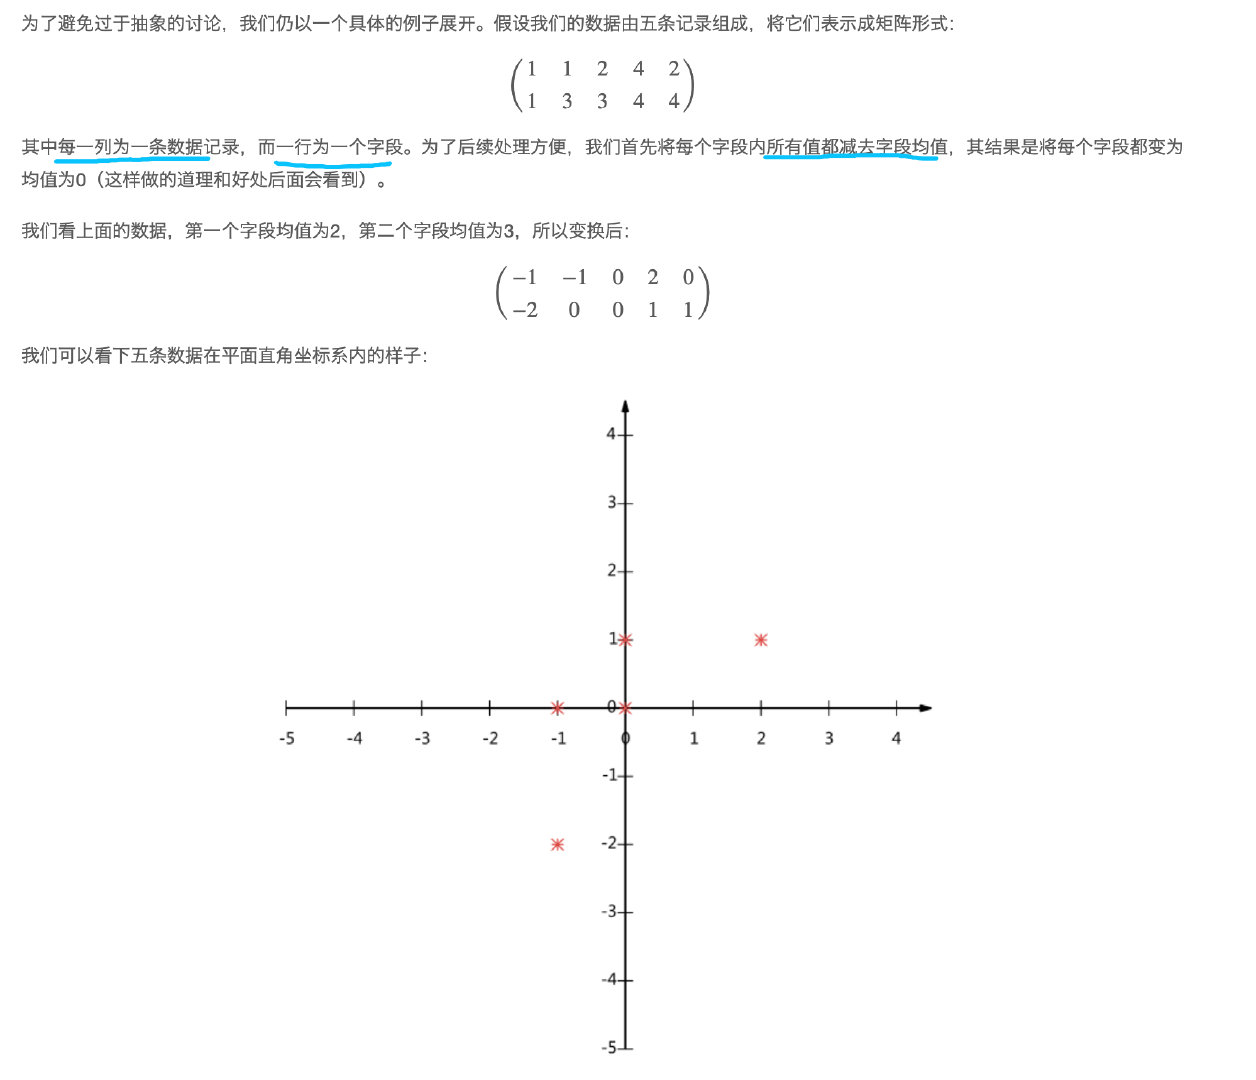 为了避免过于抽象的讨论，我们仍以一个具体的例子展开。假设我们的数据由五条记录组成，将它们表示成矩阵形式：
1 1 2 4 2
1 3 3 4 4
其中每一列为一条数据记录，而一行为一个字段。为了后续处理方便，我们首先将每个字段内所有值都减去字段均值，其结果是将每个字段都变为
均值为0（这样做的道理和好处后面会看到）。
我们看上面的数据，第一个字段均值为2，第二个字段均值为3，所以变换后：
−1 −1 0 2 0
−2 0 0 1 1
我们可以看下五条数据在平面直角坐标系内的样子：
4
3
2
1
0
-5 -4 -3 -2 -1 0 1 2 3 4
-1
-2
-3
-4
-5